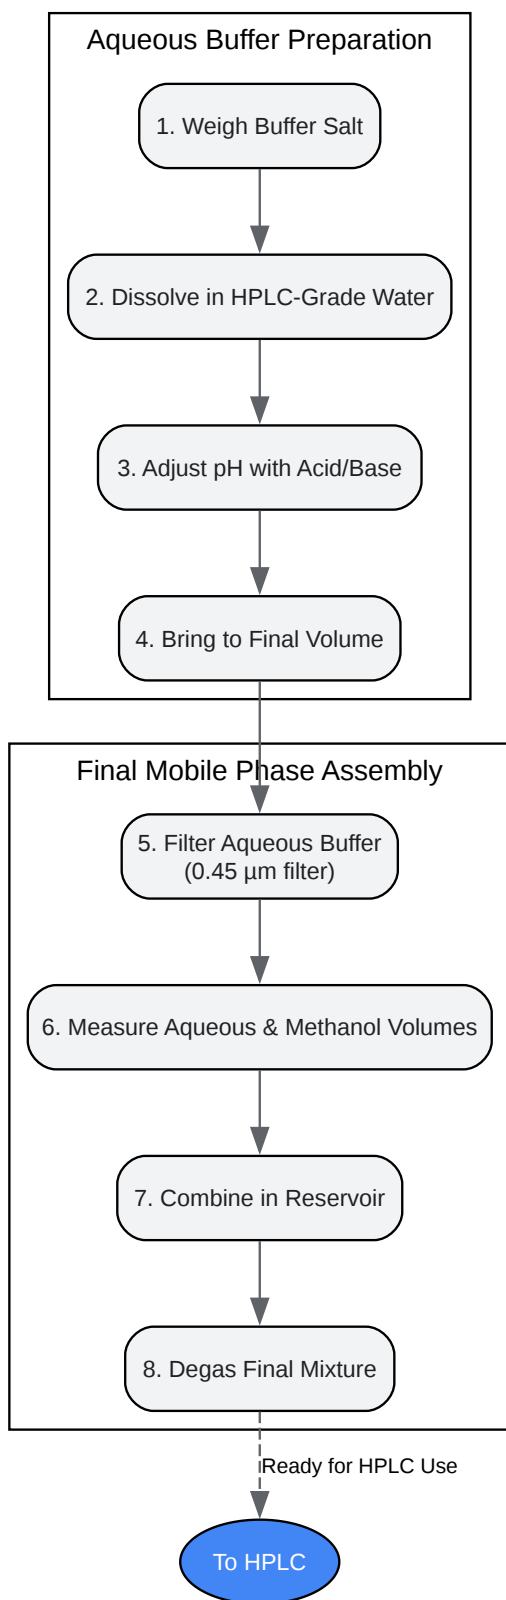 Aqueous Buffer Preparation
1. Weigh Buffer Salt
2. Dissolve in HPLC-Grade Water
3. Adjust pH with Acid/Base
4. Bring to Final Volume
Final Mobile Phase Assembly
5. Filter Aqueous Buffer
(0.45 µm filter)
6. Measure Aqueous & Methanol Volumes
7. Combine in Reservoir
8. Degas Final Mixture
Ready for HPLC Use
To HPLC